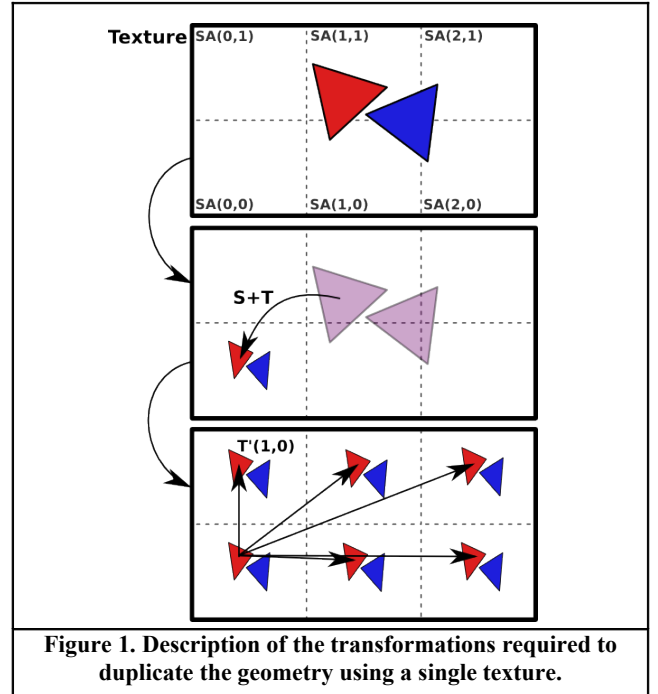 Texture
SA(0,1) SA(1,1) SA(2,1)
SA(0,0) SA(1,0) SA(2,0)
S+T
T'(1,0)
Figure 1. Description of the transformations required to
duplicate the geometry using a single texture.